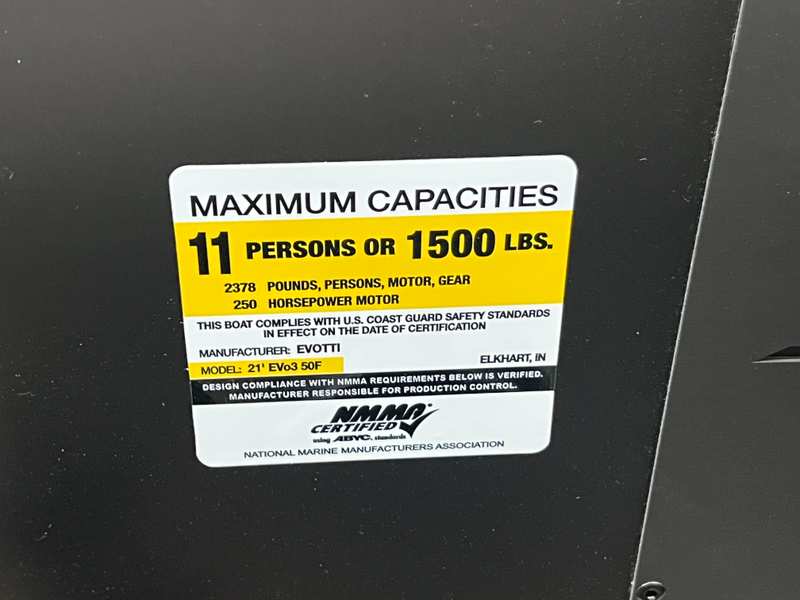 MAXIMUM CAPACITIES
11 PERSONS OR 1500 LBS.
2378 POUNDS, PERSONS, MOTOR, GEAR
250 HORSEPOWER MOTOR
THIS BOAT COMPLIES WITH U.S. COAST GUARD SAFETY STANDARDS
IN EFFECT ON THE DATE OF CERTIFICATION
MANUFACTURER: EVOTTI
MODEL: 21' EVo3 50F ELKHART, IN
DESIGN COMPLIANCE WITH NMMA REQUIREMENTS BELOW IS VERIFIED.
MANUFACTURER RESPONSIBLE FOR PRODUCTION CONTROL.
NMMA
CERTIFIED
using ABYC. standards
NATIONAL MARINE MANUFACTURERS ASSOCIATION